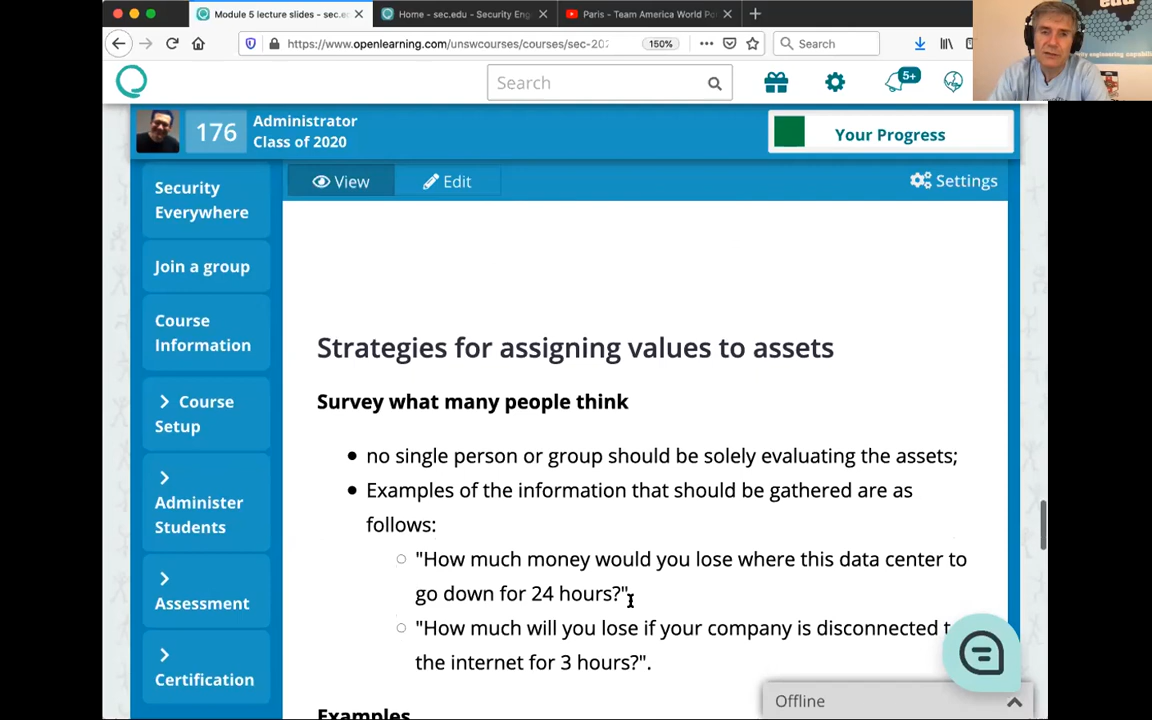 Module 5 lecture slides - sec.e
Home - sec.edu - Security Eng
Paris - Team America World Po
https://www.openlearning.com/unswcourses/courses/sec-20
150%
Search
Search
5+
176
Administrator
Class of 2020
Your Progress
View
Edit
Settings
Security
Everywhere
Join a group
Course
Information
Course
Setup
Administer
Students
Assessment
Certification
Strategies for assigning values to assets
Survey what many people think
no single person or group should be solely evaluating the assets;
Examples of the information that should be gathered are as
follows:
"How much money would you lose where this data center to
go down for 24 hours?"
"How much will you lose if your company is disconnected t
the internet for 3 hours?".
Examples
Offline